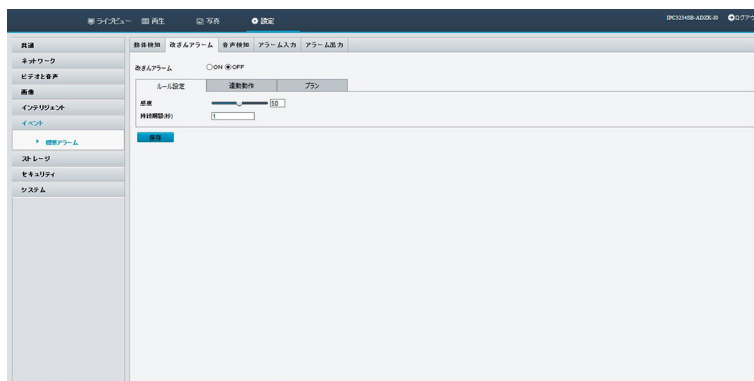 ライブビュー 再生 写真 設定 IPC3234SB-ADZK-I0 ログアウ
共通
ネットワーク
ビデオと音声
画像
インテリジェント
イベント
標準アラーム
ストレージ
セキュリティ
システム
動体検知 改ざんアラーム 音声検知 アラーム入力 アラーム出力
改ざんアラーム ON OFF
ルール設定 連動動作 プラン
感度 50
持続期間(秒) 1
保存